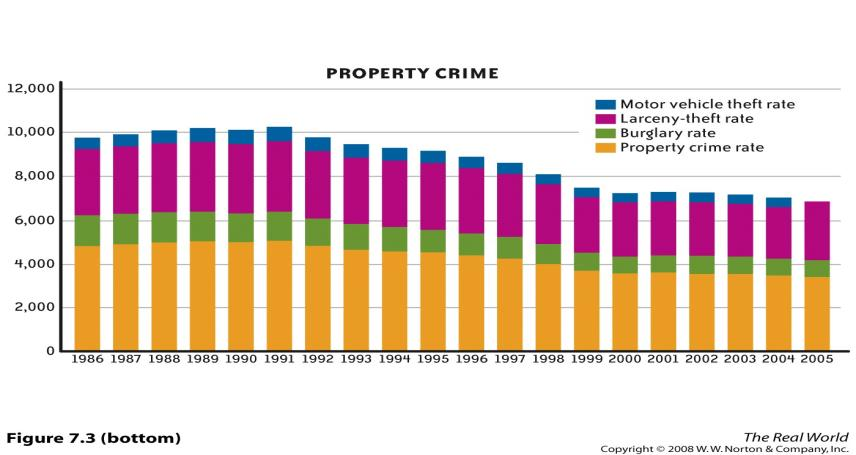 PROPERTY CRIME
12,000
10,000
8,000
6,000
4,000
2,000
0
Motor vehicle theft rate
Larceny-theft rate
Burglary rate
Property crime rate
1986 1987 1988 1989 1990 1991 1992 1993 1994 1995 1996 1997 1998 1999 2000 2001 2002 2003 2004 2005
Figure 7.3 (bottom)
The Real World
Copyright © 2008 W. W. Norton & Company, Inc.